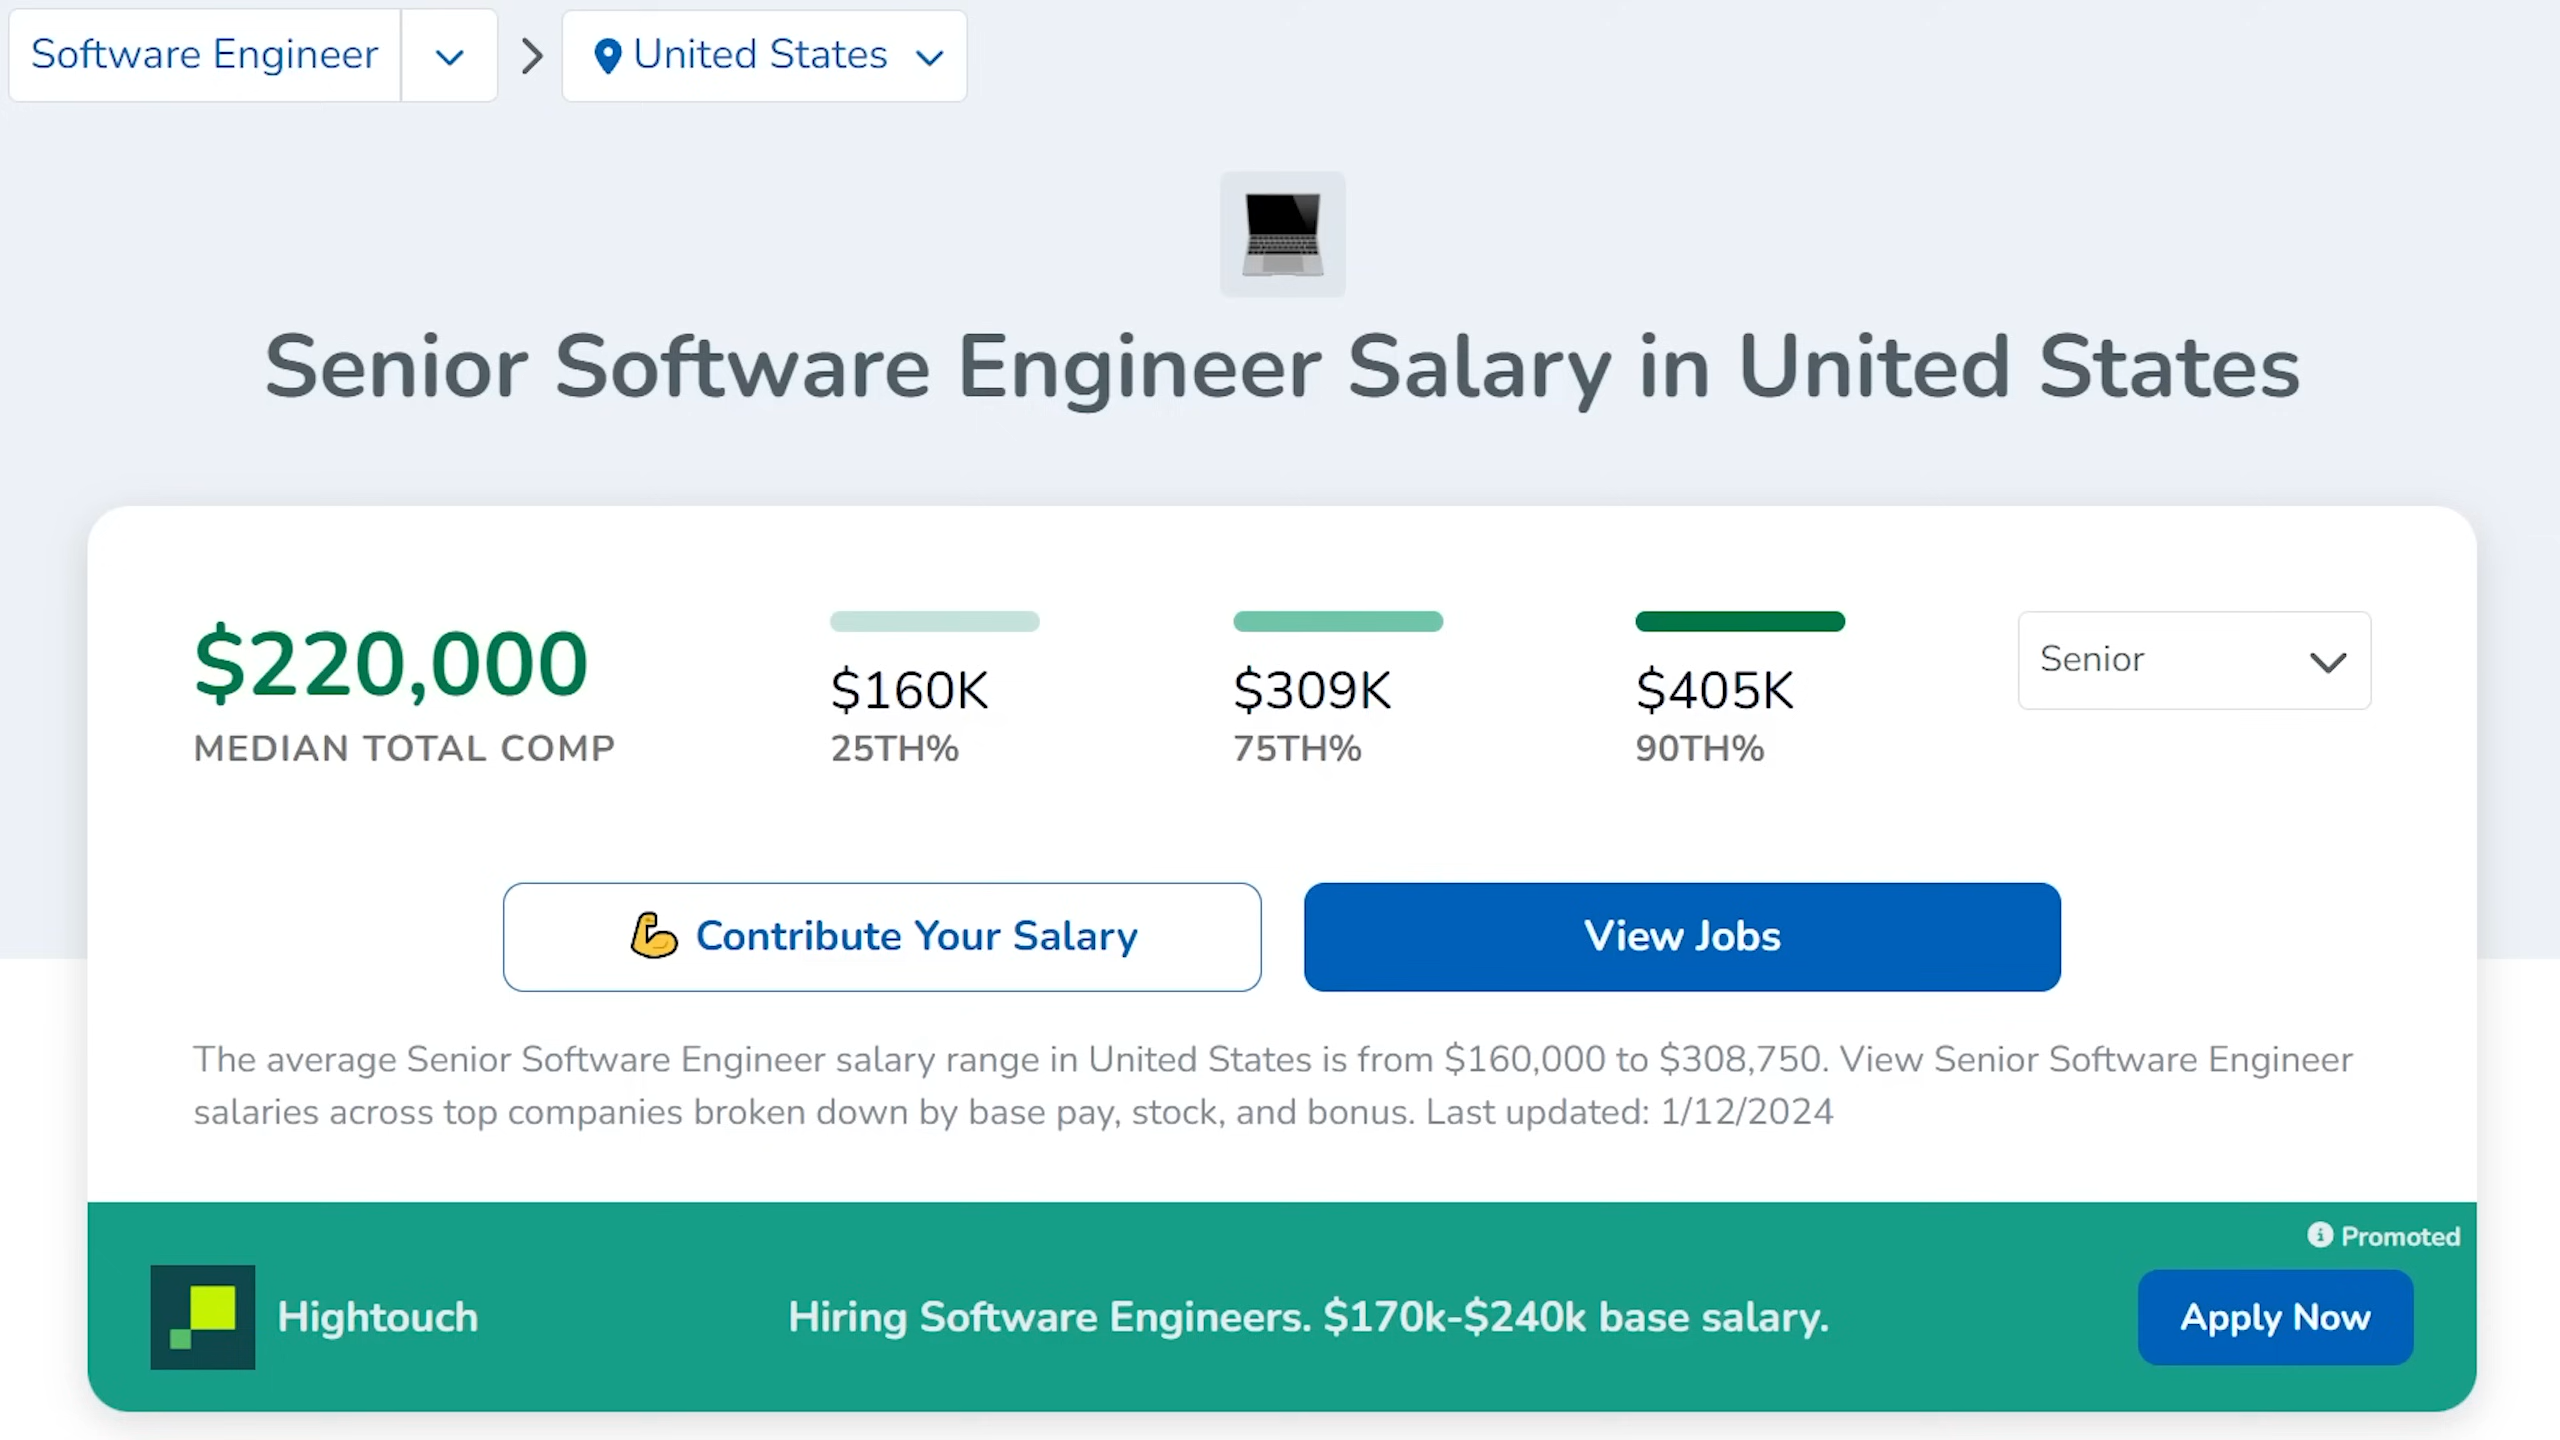 Software Engineer
United States
Senior Software Engineer Salary in United States
$220,000
MEDIAN TOTAL COMP
$160K
25TH%
$309K
75TH%
$405K
90TH%
Senior
Contribute Your Salary
View Jobs
The average Senior Software Engineer salary range in United States is from $160,000 to $308,750. View Senior Software Engineer
salaries across top companies broken down by base pay, stock, and bonus. Last updated: 1/12/2024
Promoted
Hightouch
Hiring Software Engineers. $170k-$240k base salary.
Apply Now